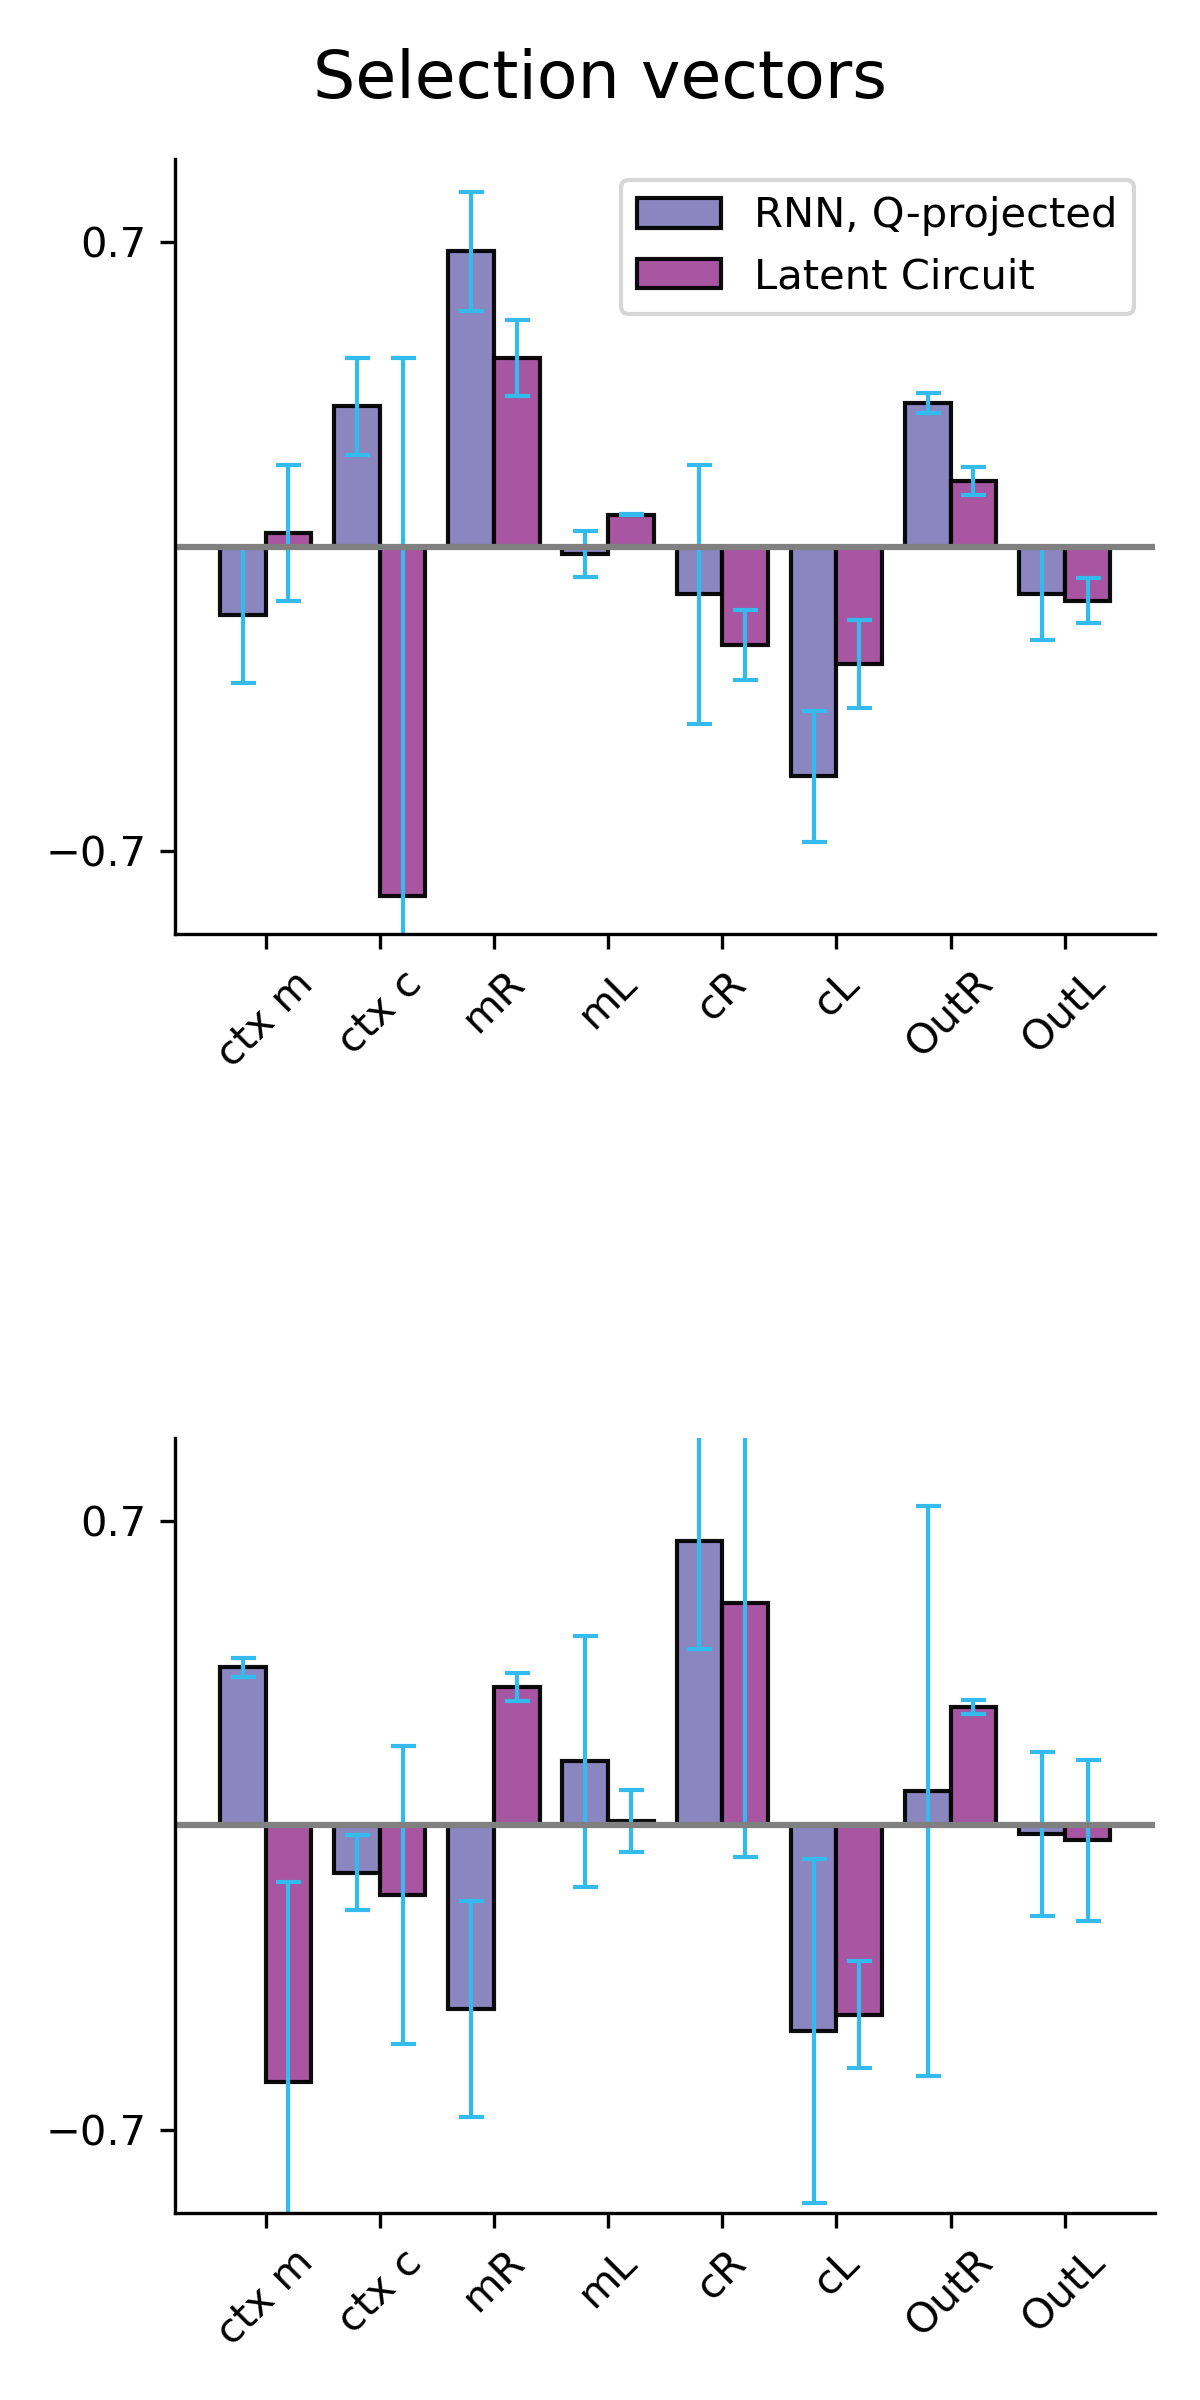 Selection vectors
RNN, Q-projected
Latent Circuit
0.7
−0.7
ctx m
ctx c
mR
mL
cR
cL
OutR
OutL
0.7
−0.7
ctx m
ctx c
mR
mL
cR
cL
OutR
OutL